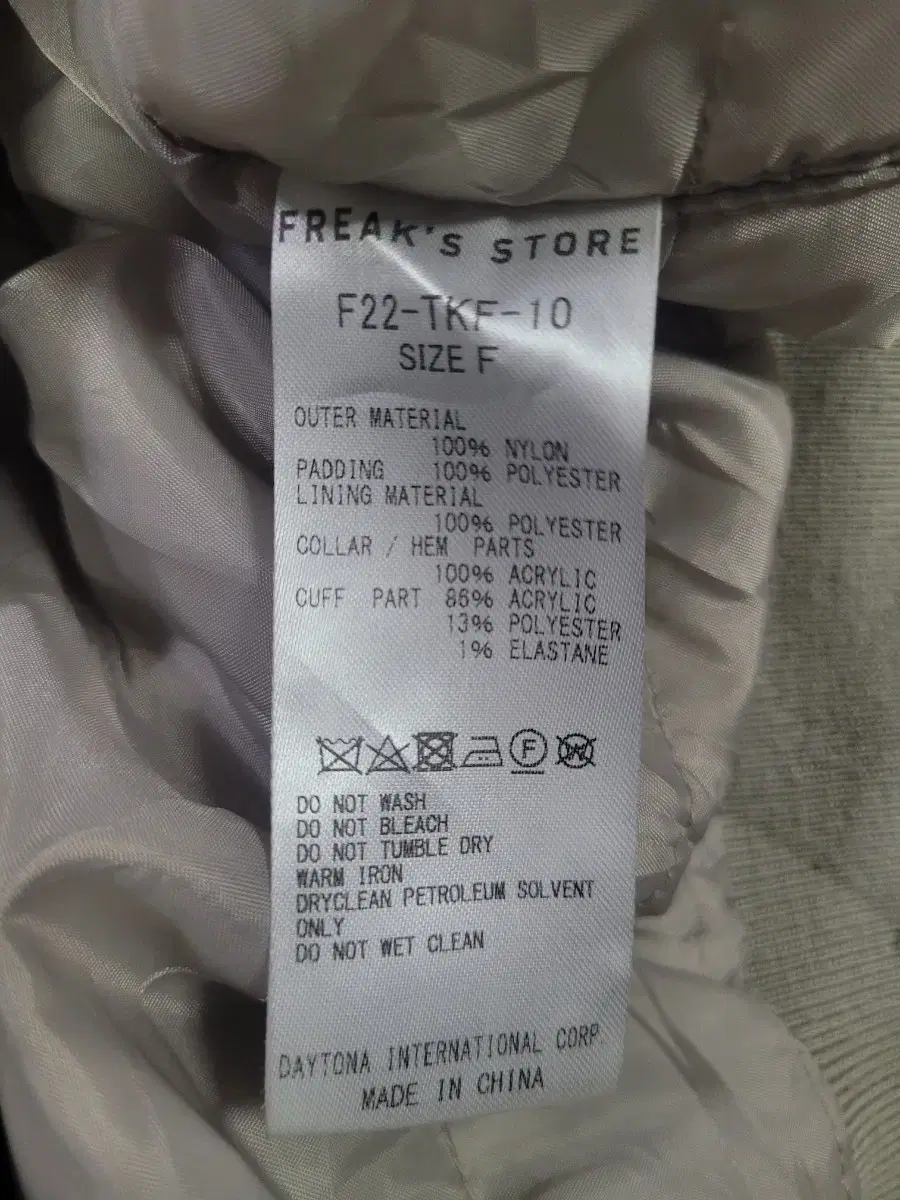 FREAK'S STORE
F22-TKF-10
SIZE F
OUTER MATERIAL
100% NYLON
PADDING 100% POLYESTER
LINING MATERIAL
100% POLYESTER
COLLAR / HEM PARTS
100% ACRYLIC
CUFF PART 86% ACRYLIC
13% POLYESTER
1% ELASTANE
F W
DO NOT WASH
DO NOT BLEACH
DO NOT TUMBLE DRY
WARM IRON
DRYCLEAN PETROLEUM SOLVENT
ONLY
DO NOT WET CLEAN
DAYTONA INTERNATIONAL CORP.
MADE IN CHINA